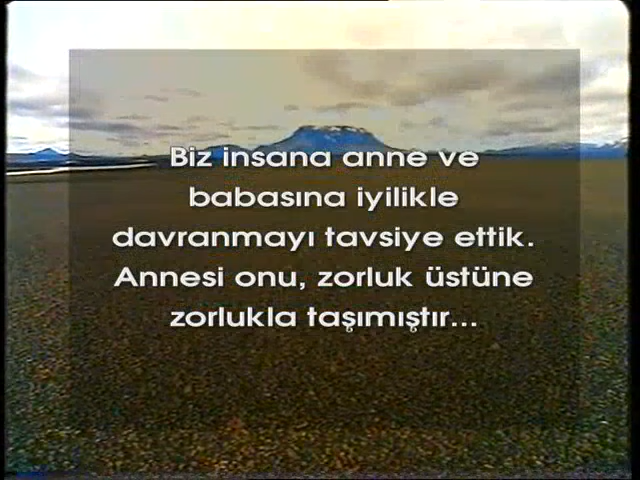 Biz insana anne ve
babasına iyilikle
davranmayı tavsiye ettik.
Annesi onu, zorluk üstüne
zorlukla taşımıştır...